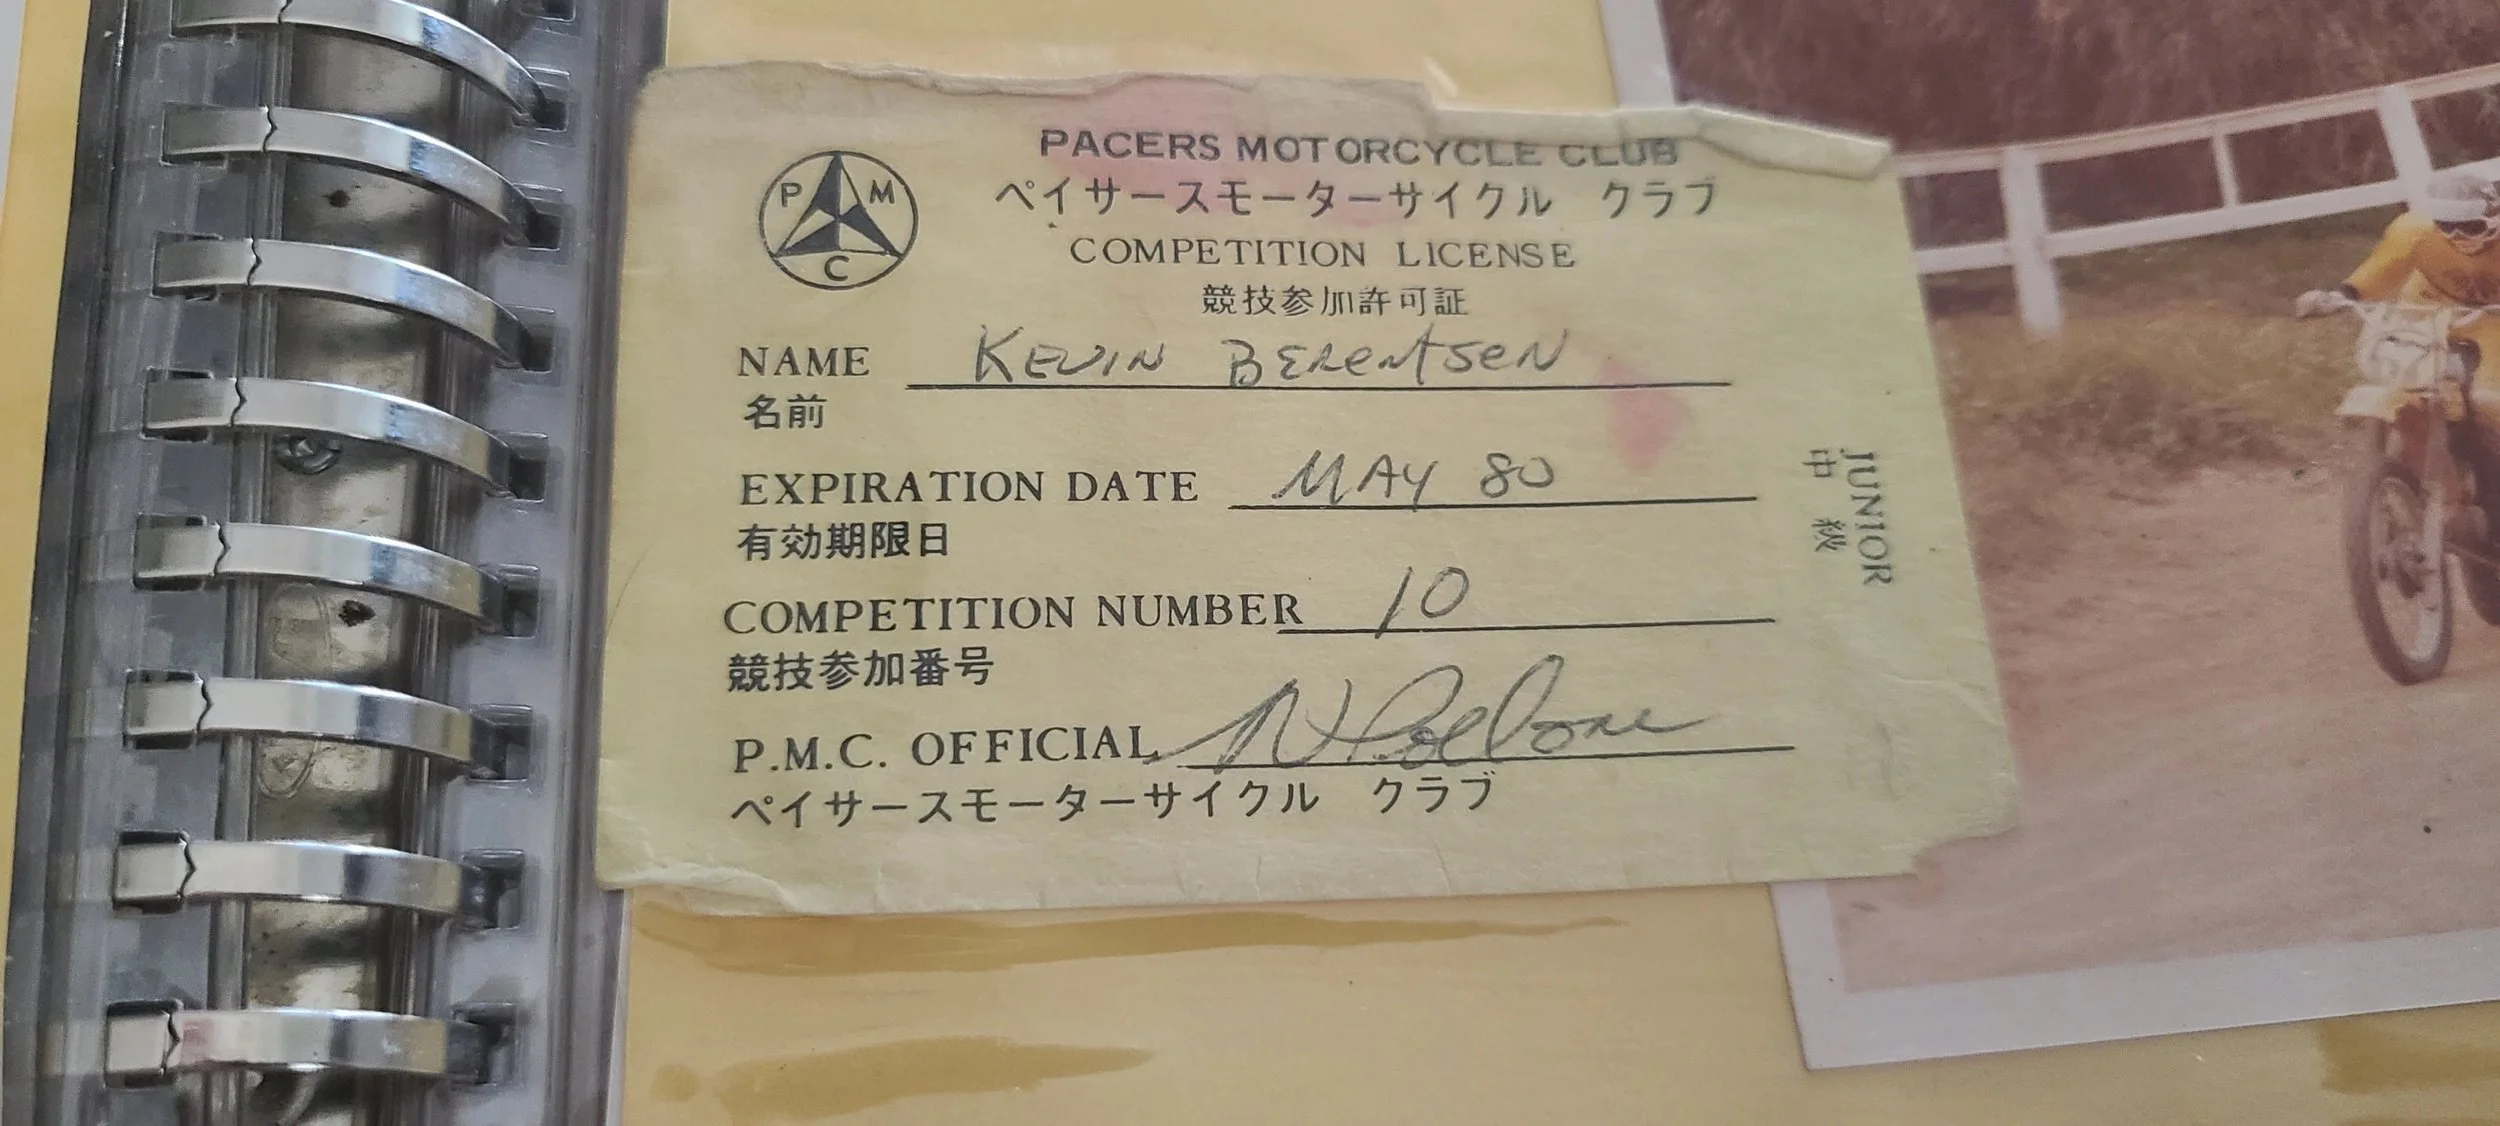 PACERS MOTORCYCLE CLUB
P M C
ペイサースモーターサイクル クラブ
COMPETITION LICENSE
競技参加許可証
NAME KEVIN BERENTSEN
名前
EXPIRATION DATE MAY 80
有効期限日
COMPETITION NUMBER 10
競技参加番号
P.M.C. OFFICIAL
ペイサースモーターサイクル クラブ
JUNIOR
中 級